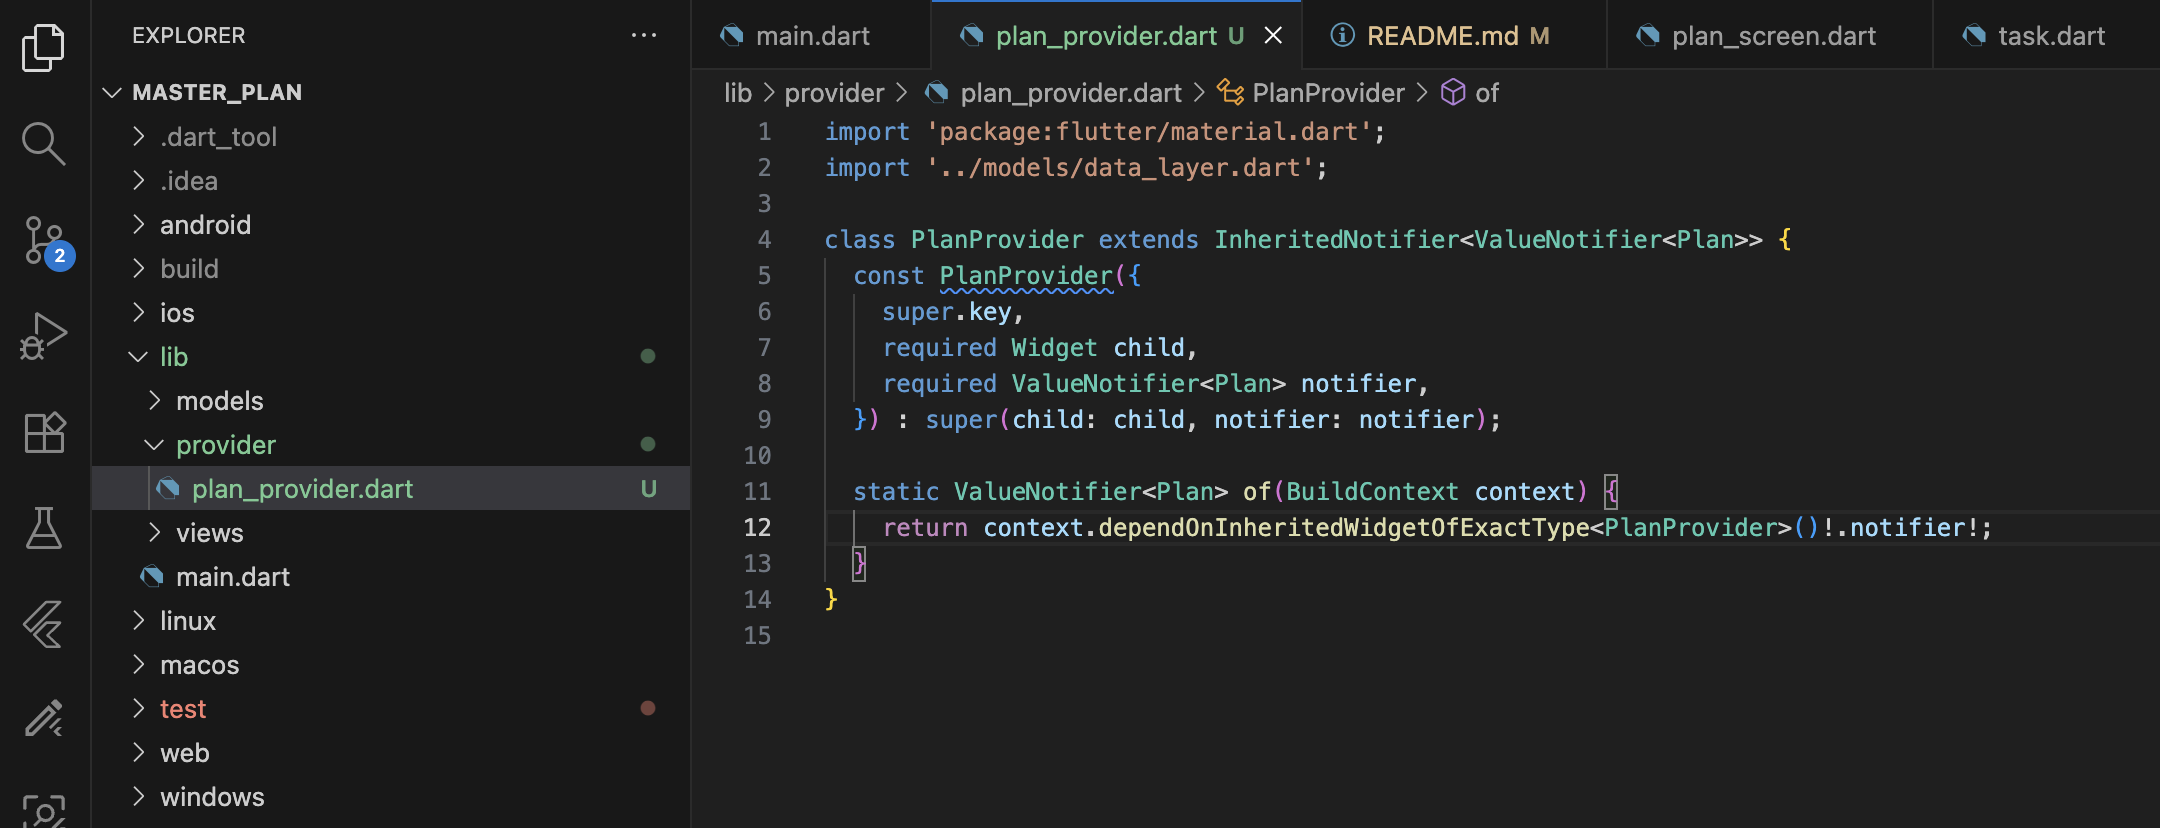 EXPLORER
MASTER_PLAN
.dart_tool
.idea
android
build
2
ios
lib
models
provider
plan_provider.dart U
views
main.dart
linux
macos
test
web
windows
main.dart
plan_provider.dart U
README.md M
plan_screen.dart
task.dart
lib > provider > plan_provider.dart > PlanProvider > of
1 import 'package:flutter/material.dart';
2 import '../models/data_layer.dart';
3
4 class PlanProvider extends InheritedNotifier<ValueNotifier<Plan>> {
5 const PlanProvider({
6 super.key,
7 required Widget child,
8 required ValueNotifier<Plan> notifier,
9 }) : super(child: child, notifier: notifier);
10
11 static ValueNotifier<Plan> of(BuildContext context) {
12 return context.dependOnInheritedWidgetOfExactType<PlanProvider>()!.notifier!;
13 }
14 }
15